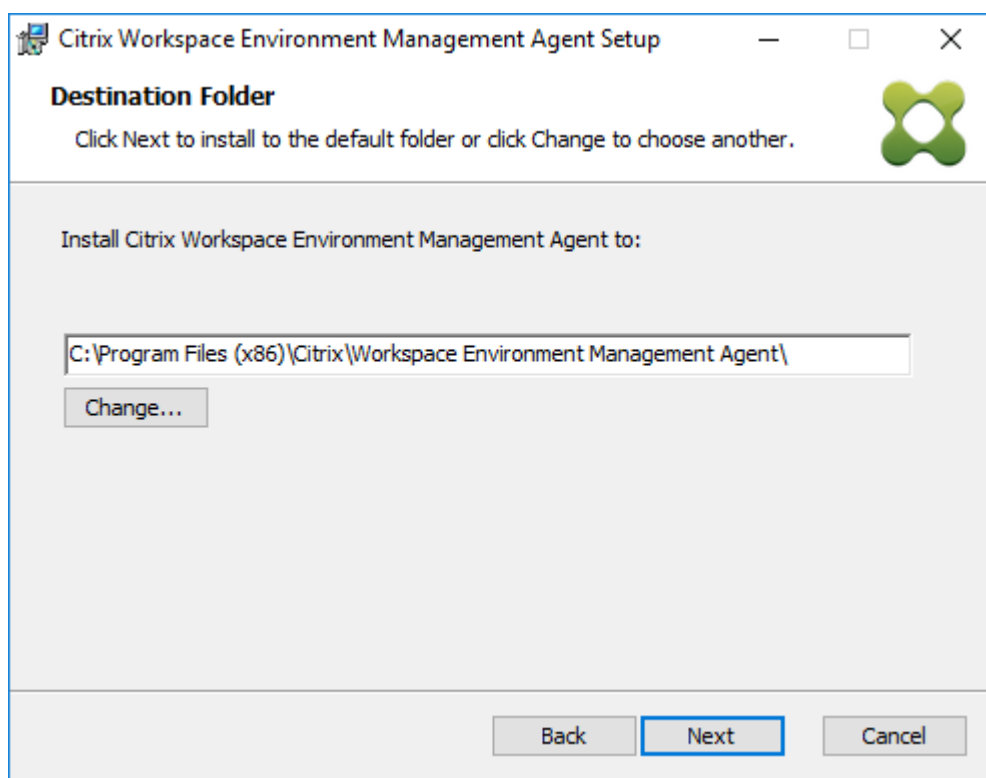 Citrix Workspace Environment Management Agent Setup
Destination Folder
Click Next to install to the default folder or click Change to choose another.
Install Citrix Workspace Environment Management Agent to:
C:\Program Files (x86)\Citrix\Workspace Environment Management Agent\
Change...
Back Next Cancel